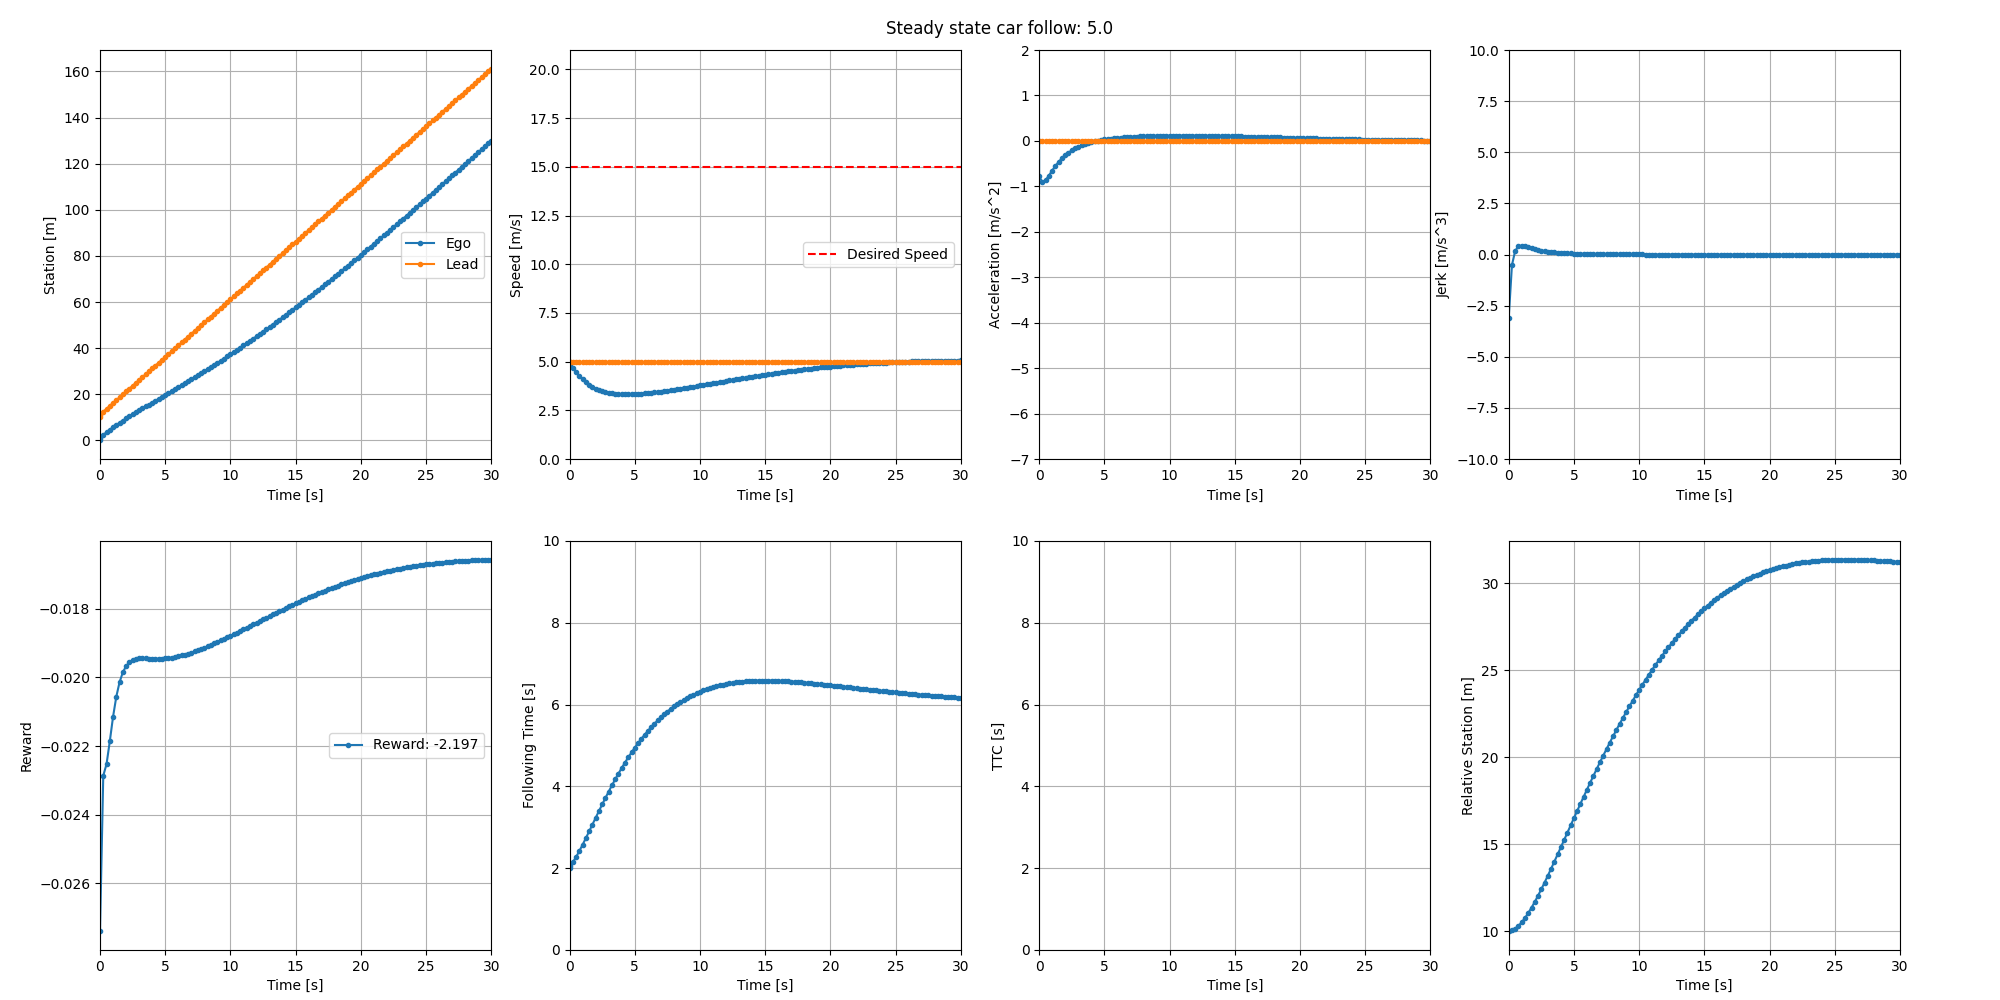 Steady state car follow: 5.0
Station [m]
160
140
120
100
80
60
40
20
0
Ego
Lead
0 5 10 15 20 25 30
Time [s]
Speed [m/s]
20.0
17.5
15.0
12.5
10.0
7.5
5.0
2.5
0.0
Desired Speed
0 5 10 15 20 25 30
Time [s]
Acceleration [m/s^2]
2
1
0
−1
−2
−3
−4
−5
−6
−7
0 5 10 15 20 25 30
Time [s]
Jerk [m/s^3]
10.0
7.5
5.0
2.5
0.0
−2.5
−5.0
−7.5
−10.0
0 5 10 15 20 25 30
Time [s]
Reward
−0.018
−0.020
−0.022
−0.024
−0.026
Reward: -2.197
0 5 10 15 20 25 30
Time [s]
Following Time [s]
10
8
6
4
2
0
0 5 10 15 20 25 30
Time [s]
TTC [s]
10
8
6
4
2
0
0 5 10 15 20 25 30
Time [s]
Relative Station [m]
30
25
20
15
10
0 5 10 15 20 25 30
Time [s]